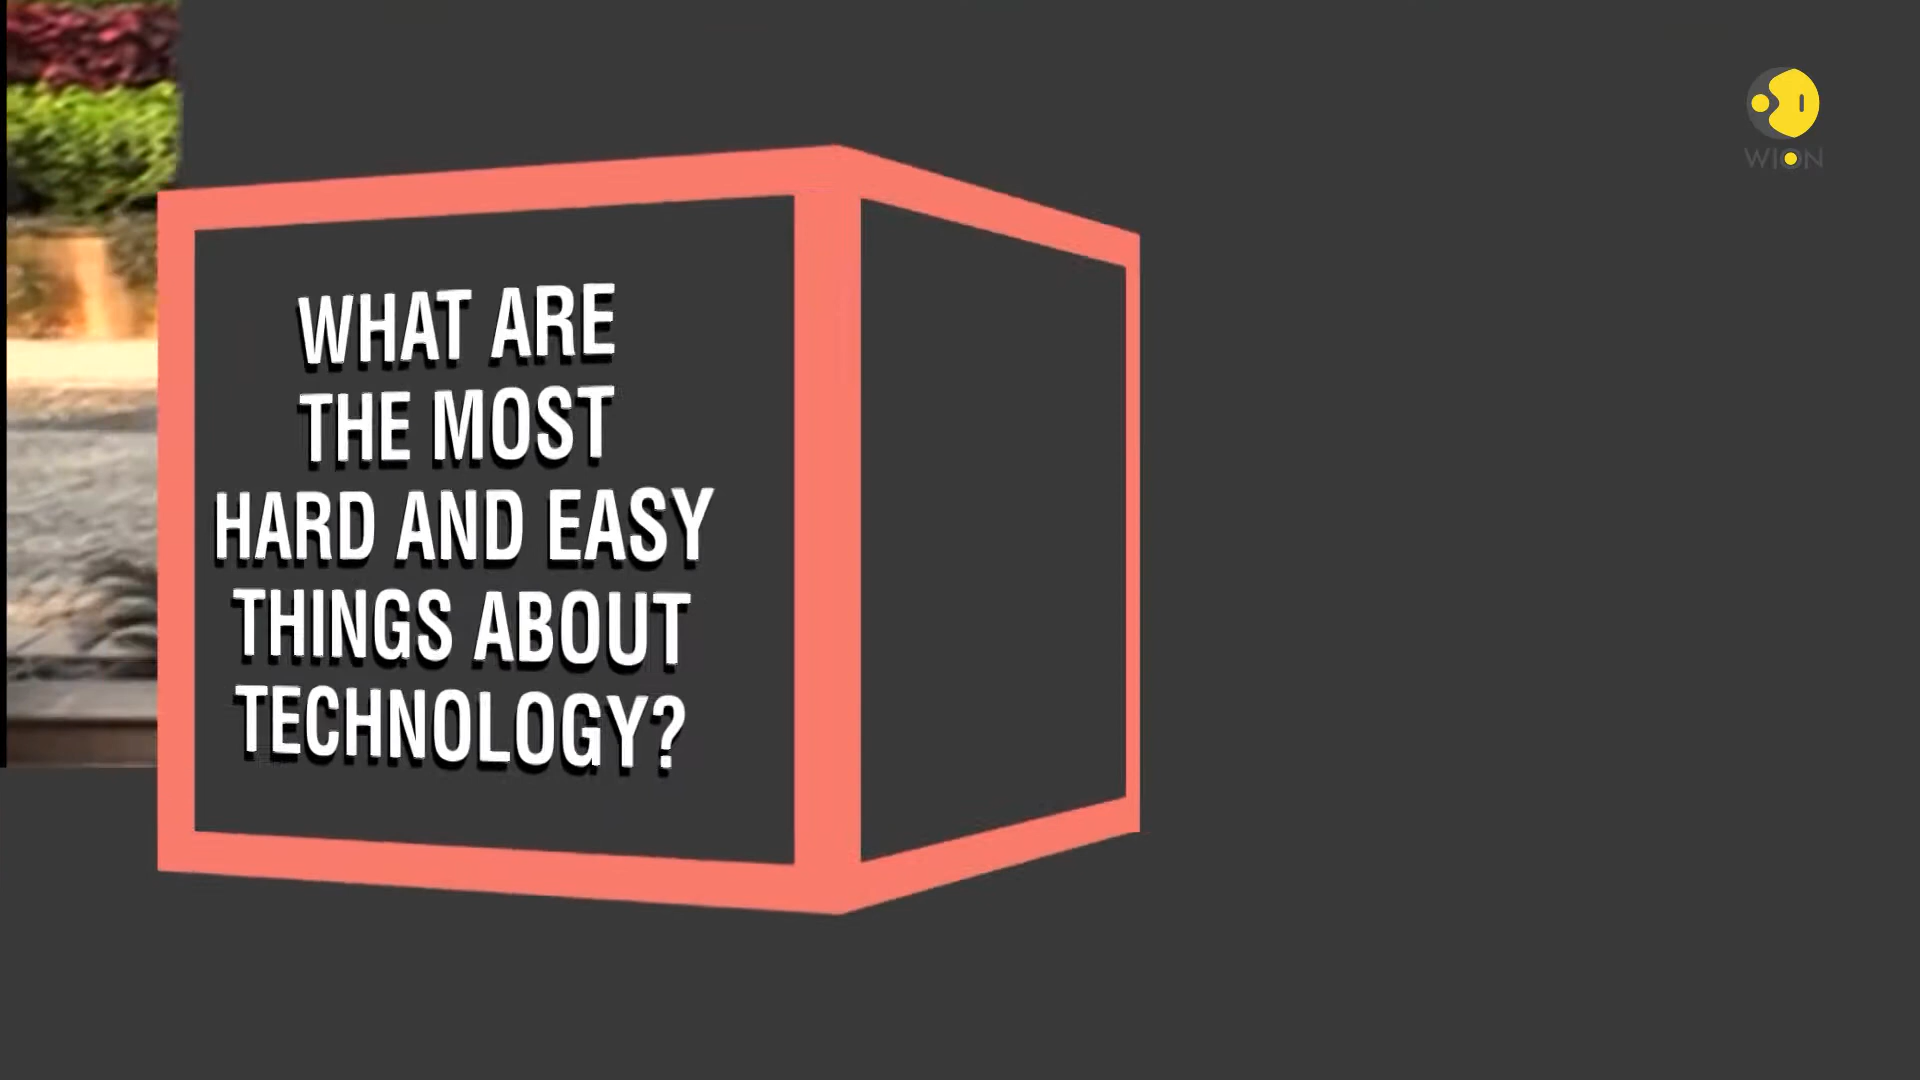 WHAT ARE
THE MOST
HARD AND EASY
THINGS ABOUT
TECHNOLOGY?
WION